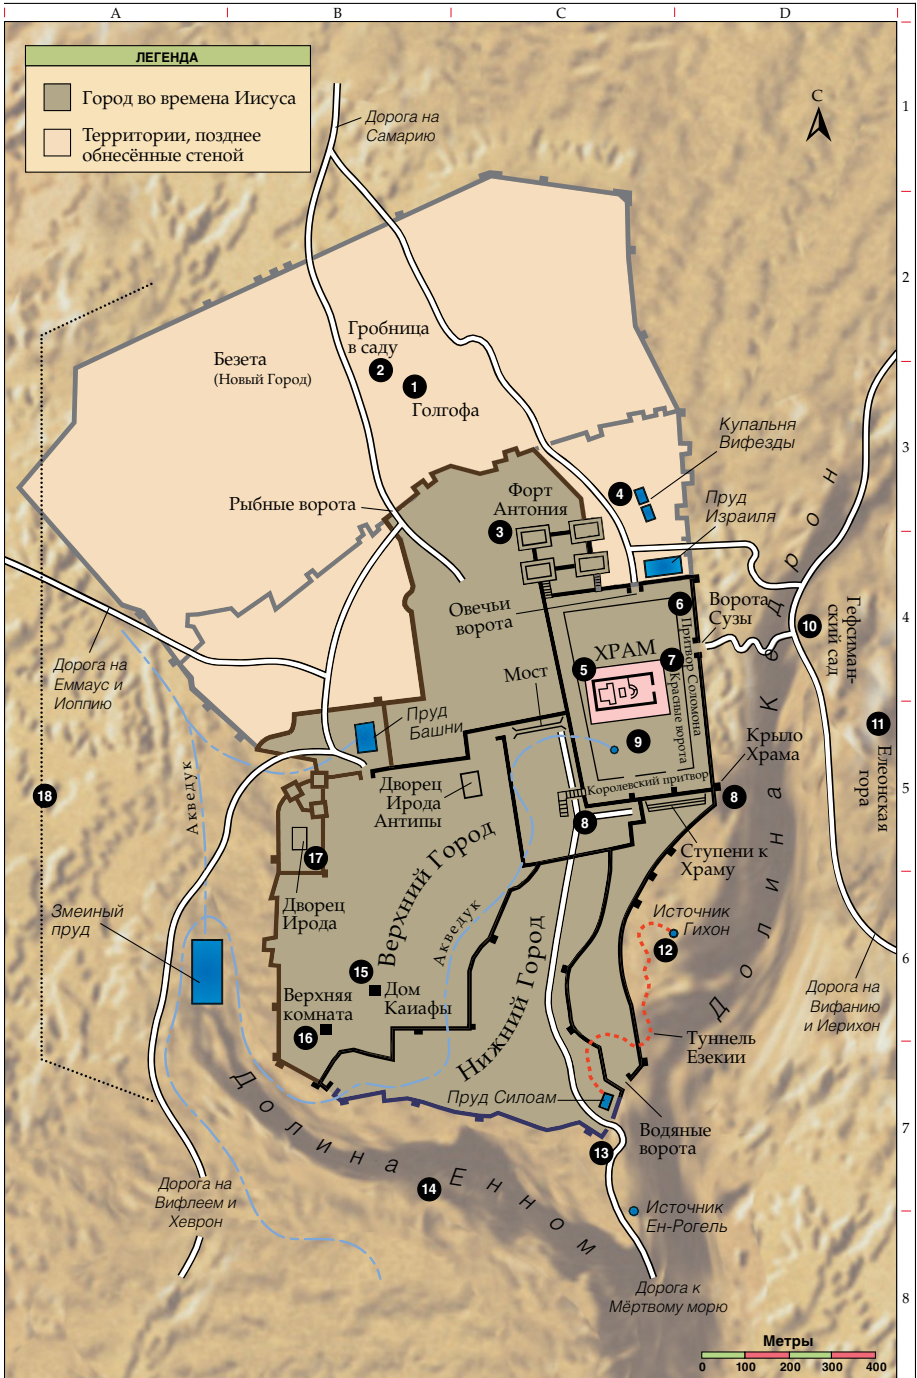 A
B
C
D
ЛЕГЕНДА
Город во времена Иисуса
Территории, позднее
обнесённые стеной
С
1
Дорога на
Самарию
2
Гробница
в саду
Безета
(Новый Город)
2
1
Голгофа
Купальня
Вифезды
3
Рыбные ворота
Форт
Антония
3
4
Пруд
Израиля
Долина Кедрон
Овечьи
ворота
6
Ворота
Сузы
4
10
Гефсиман-
ский сад
Дорога на
Еммаус и
Иоппию
Мост
ХРАМ
5
7
Притвор Соломона
Красные ворота
Пруд
Башни
9
Крыло
Храма
11
Елеонская
гора
18
Акведук
Дворец
Ирода
Антипы
Королевский притвор
8
8
5
Ступени к
Храму
17
Верхний Город
Дворец
Ирода
Змеиный
пруд
Акведук
Нижний Город
Источник
Гихон
12
6
15
Дом
Каиафы
Верхняя
комната
16
Дорога на
Вифанию
и Иерихон
Туннель
Езекии
Пруд Силоам
Водяные
ворота
7
13
Долина Енном
14
Дорога на
Вифлеем и
Хеврон
Источник
Ен-Рогель
Дорога к
Мёртвому морю
8
Метры
0 100 200 300 400